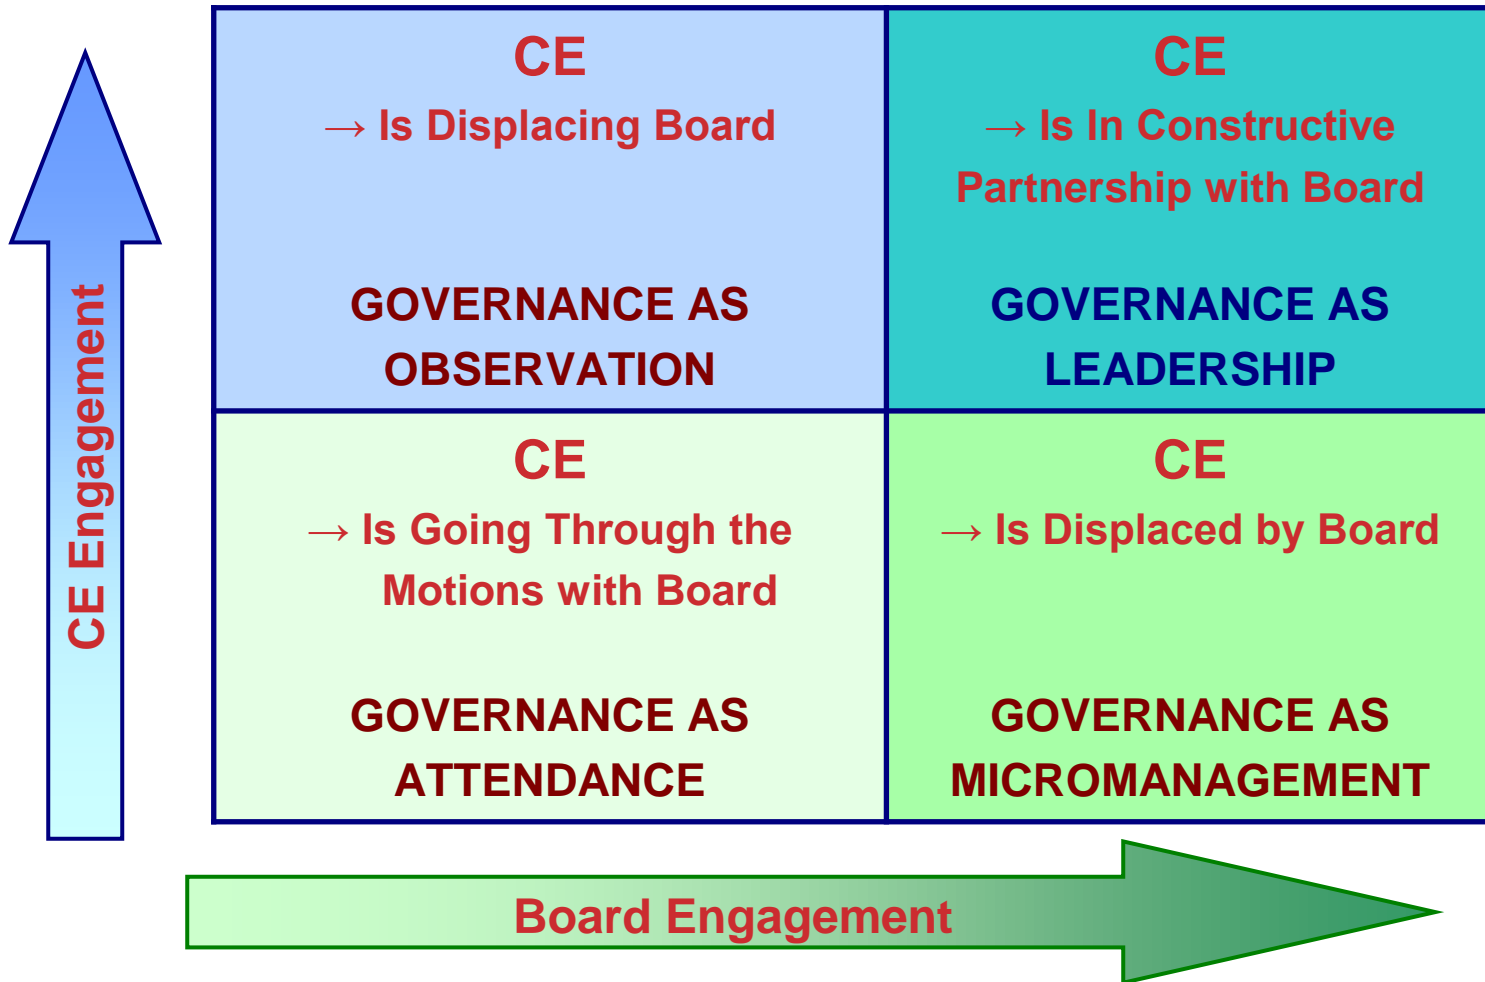 CE
→ Is Displacing Board
GOVERNANCE AS
OBSERVATION
CE
→ Is In Constructive
Partnership with Board
GOVERNANCE AS
LEADERSHIP
CE
→ Is Going Through the
Motions with Board
GOVERNANCE AS
ATTENDANCE
CE
→ Is Displaced by Board
GOVERNANCE AS
MICROMANAGEMENT
CE Engagement
Board Engagement